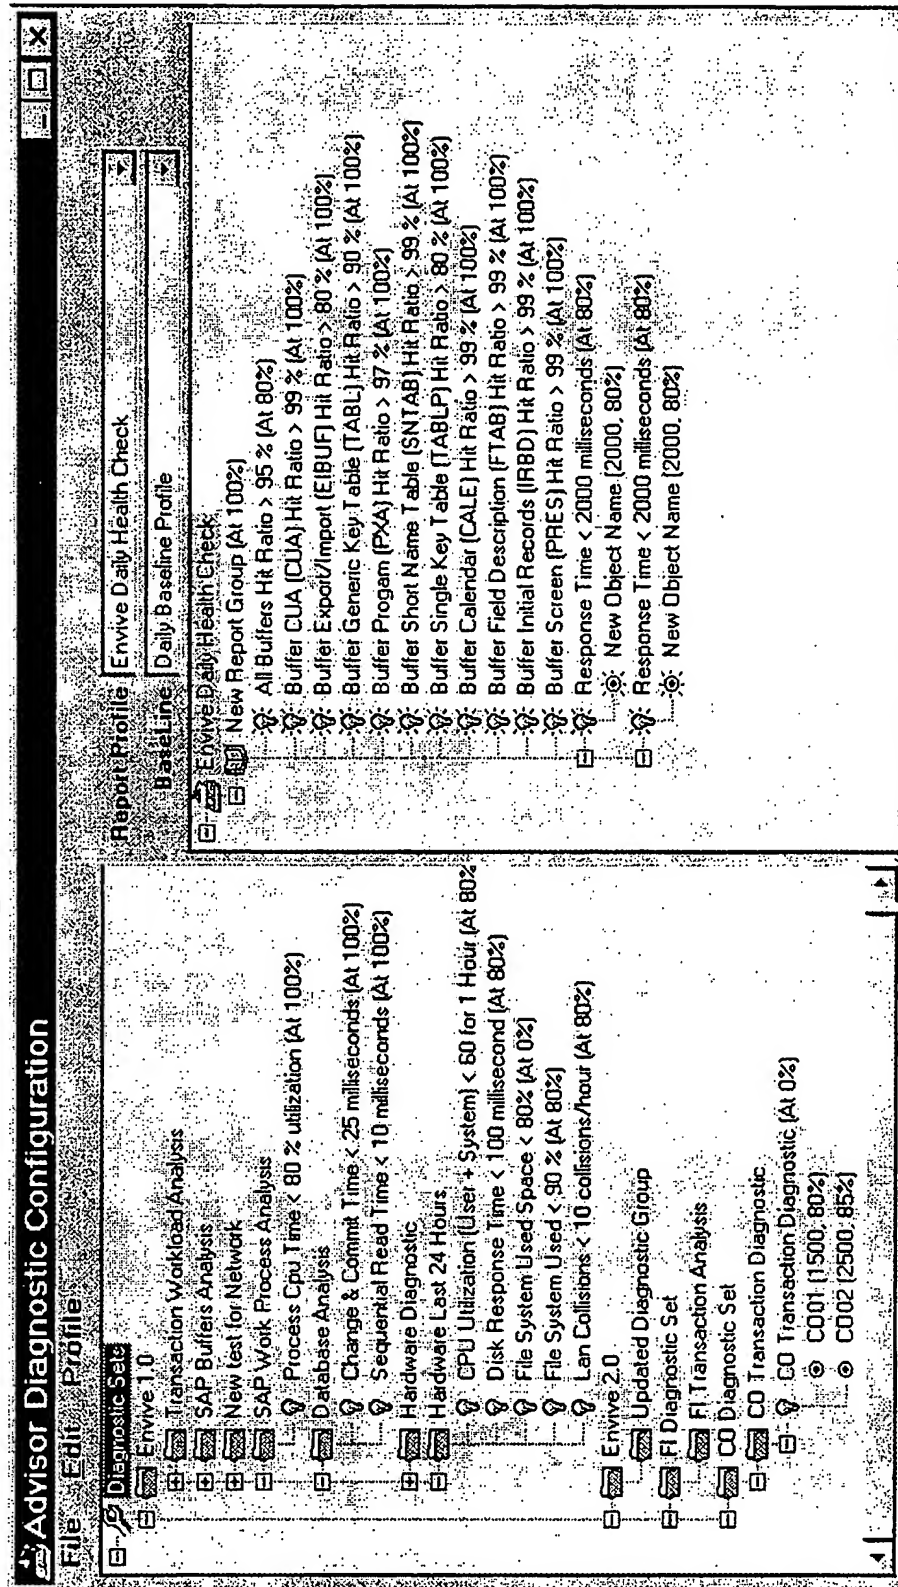 Advisor Diagnostic Configuration
File Edit Profile
Diagnostic Sets
Envive 1.0
Transaction Workload Analysis
SAP Buffers Analysis
New test for Network
SAP Work Process Analysis
Process Cpu Time < 80 % utilization (At 100%)
Database Analysis
Change & Commit Time < 25 milliseconds (At 100%)
Sequential Read Time < 10 milliseconds (At 100%)
Hardware Diagnostic
Hardware Last 24 Hours
CPU Utilization (User + System) < 60 for 1 Hour (At 80%
Disk Response Time < 100 millisecond (At 80%)
File System Used Space < 80% (At 0%)
File System Used < 90 % (At 80%)
Lan Collisions < 10 collisions/hour (At 80%)
Envive 2.0
Updated Diagnostic Group
FI Diagnostic Set
FI Transaction Analysis
CO Diagnostic Set
CO Transaction Diagnostic
CO Transaction Diagnostic (At 0%)
CO01 (1500, 80%)
CO02 (2500, 85%)
Report Profile Envive Daily Health Check
BaseLine Daily Baseline Profile
Envive Daily Health Check
New Report Group (At 100%)
All Buffers Hit Ratio > 95 % (At 80%)
Buffer CUA (CUA) Hit Ratio > 99 % (At 100%)
Buffer Export/Import (EIBUF) Hit Ratio > 80 % (At 100%)
Buffer Generic Key Table (TABL) Hit Ratio > 90 % (At 100%)
Buffer Progam (PXA) Hit Ratio > 97 % (At 100%)
Buffer Short Name Table (SNTAB) Hit Ratio > 99 % (At 100%)
Buffer Single Key Table (TABLP) Hit Ratio > 80 % (At 100%)
Buffer Calendar (CALE) Hit Ratio > 99 % (At 100%)
Buffer Field Description (FTAB) Hit Ratio > 99 % (At 100%)
Buffer Initial Records (IRBD) Hit Ratio > 99 % (At 100%)
Buffer Screen (PRES) Hit Ratio > 99 % (At 100%)
Response Time < 2000 milliseconds (At 80%)
New Object Name (2000, 80%)
Response Time < 2000 milliseconds (At 80%)
New Object Name (2000, 80%)